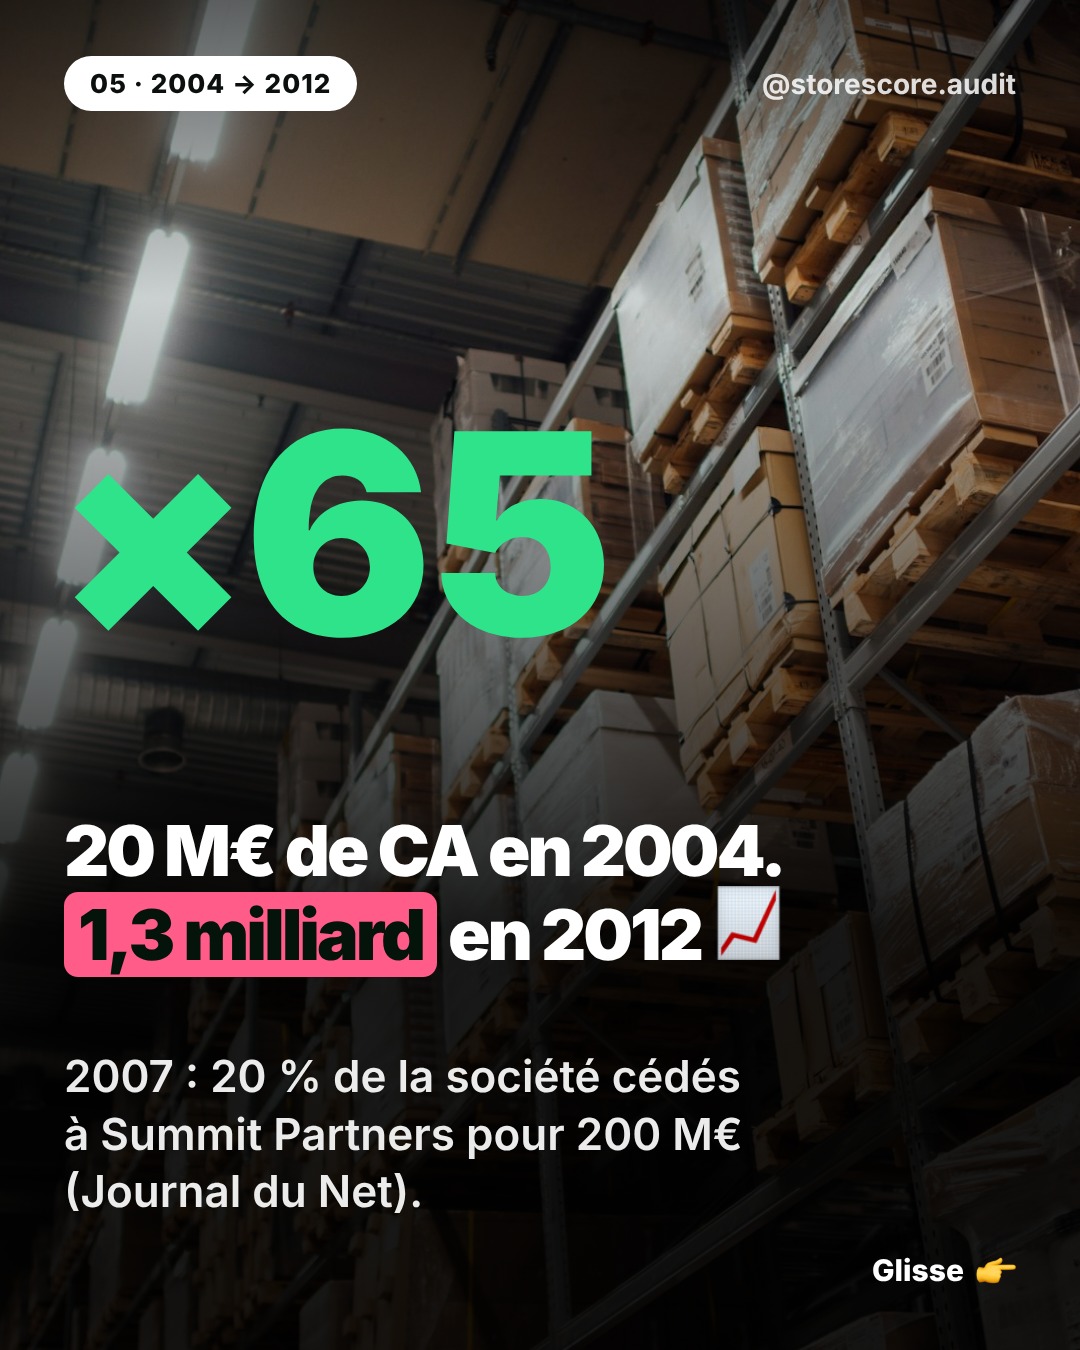 05 · 2004 → 2012
@storescore.audit
×65
20 M€ de CA en 2004.
1,3 milliard en 2012 📈
2007 : 20 % de la société cédés
à Summit Partners pour 200 M€
(Journal du Net).
Glisse 👉